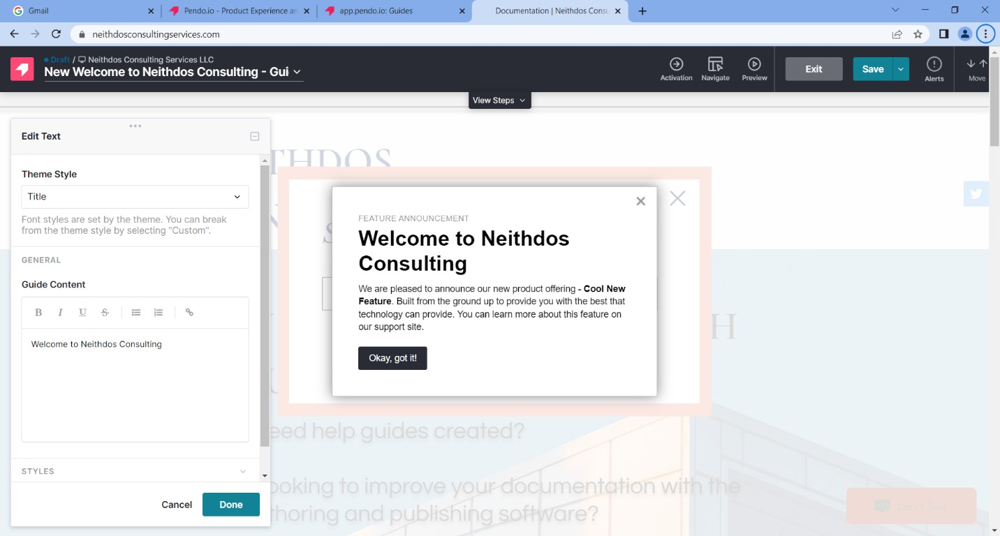 Gmail
Pendo.io - Product Experience an
app.pendo.io: Guides
Documentation | Neithdos Consu
neithdosconsultingservices.com
Draft / Neithdos Consulting Services LLC
New Welcome to Neithdos Consulting - Gui
Activation
Navigate
Preview
Exit
Save
Alerts
Move
View Steps
Edit Text
Theme Style
Title
Font styles are set by the theme. You can break
from the theme style by selecting "Custom".
GENERAL
Guide Content
B I U S
Welcome to Neithdos Consulting
STYLES
Cancel
Done
THDOS
FEATURE ANNOUNCEMENT
Welcome to Neithdos
Consulting
We are pleased to announce our new product offering - Cool New
Feature. Built from the ground up to provide you with the best that
technology can provide. You can learn more about this feature on
our support site.
Okay, got it!
H
eed help guides created?
ooking to improve your documentation with the
thoring and publishing software?